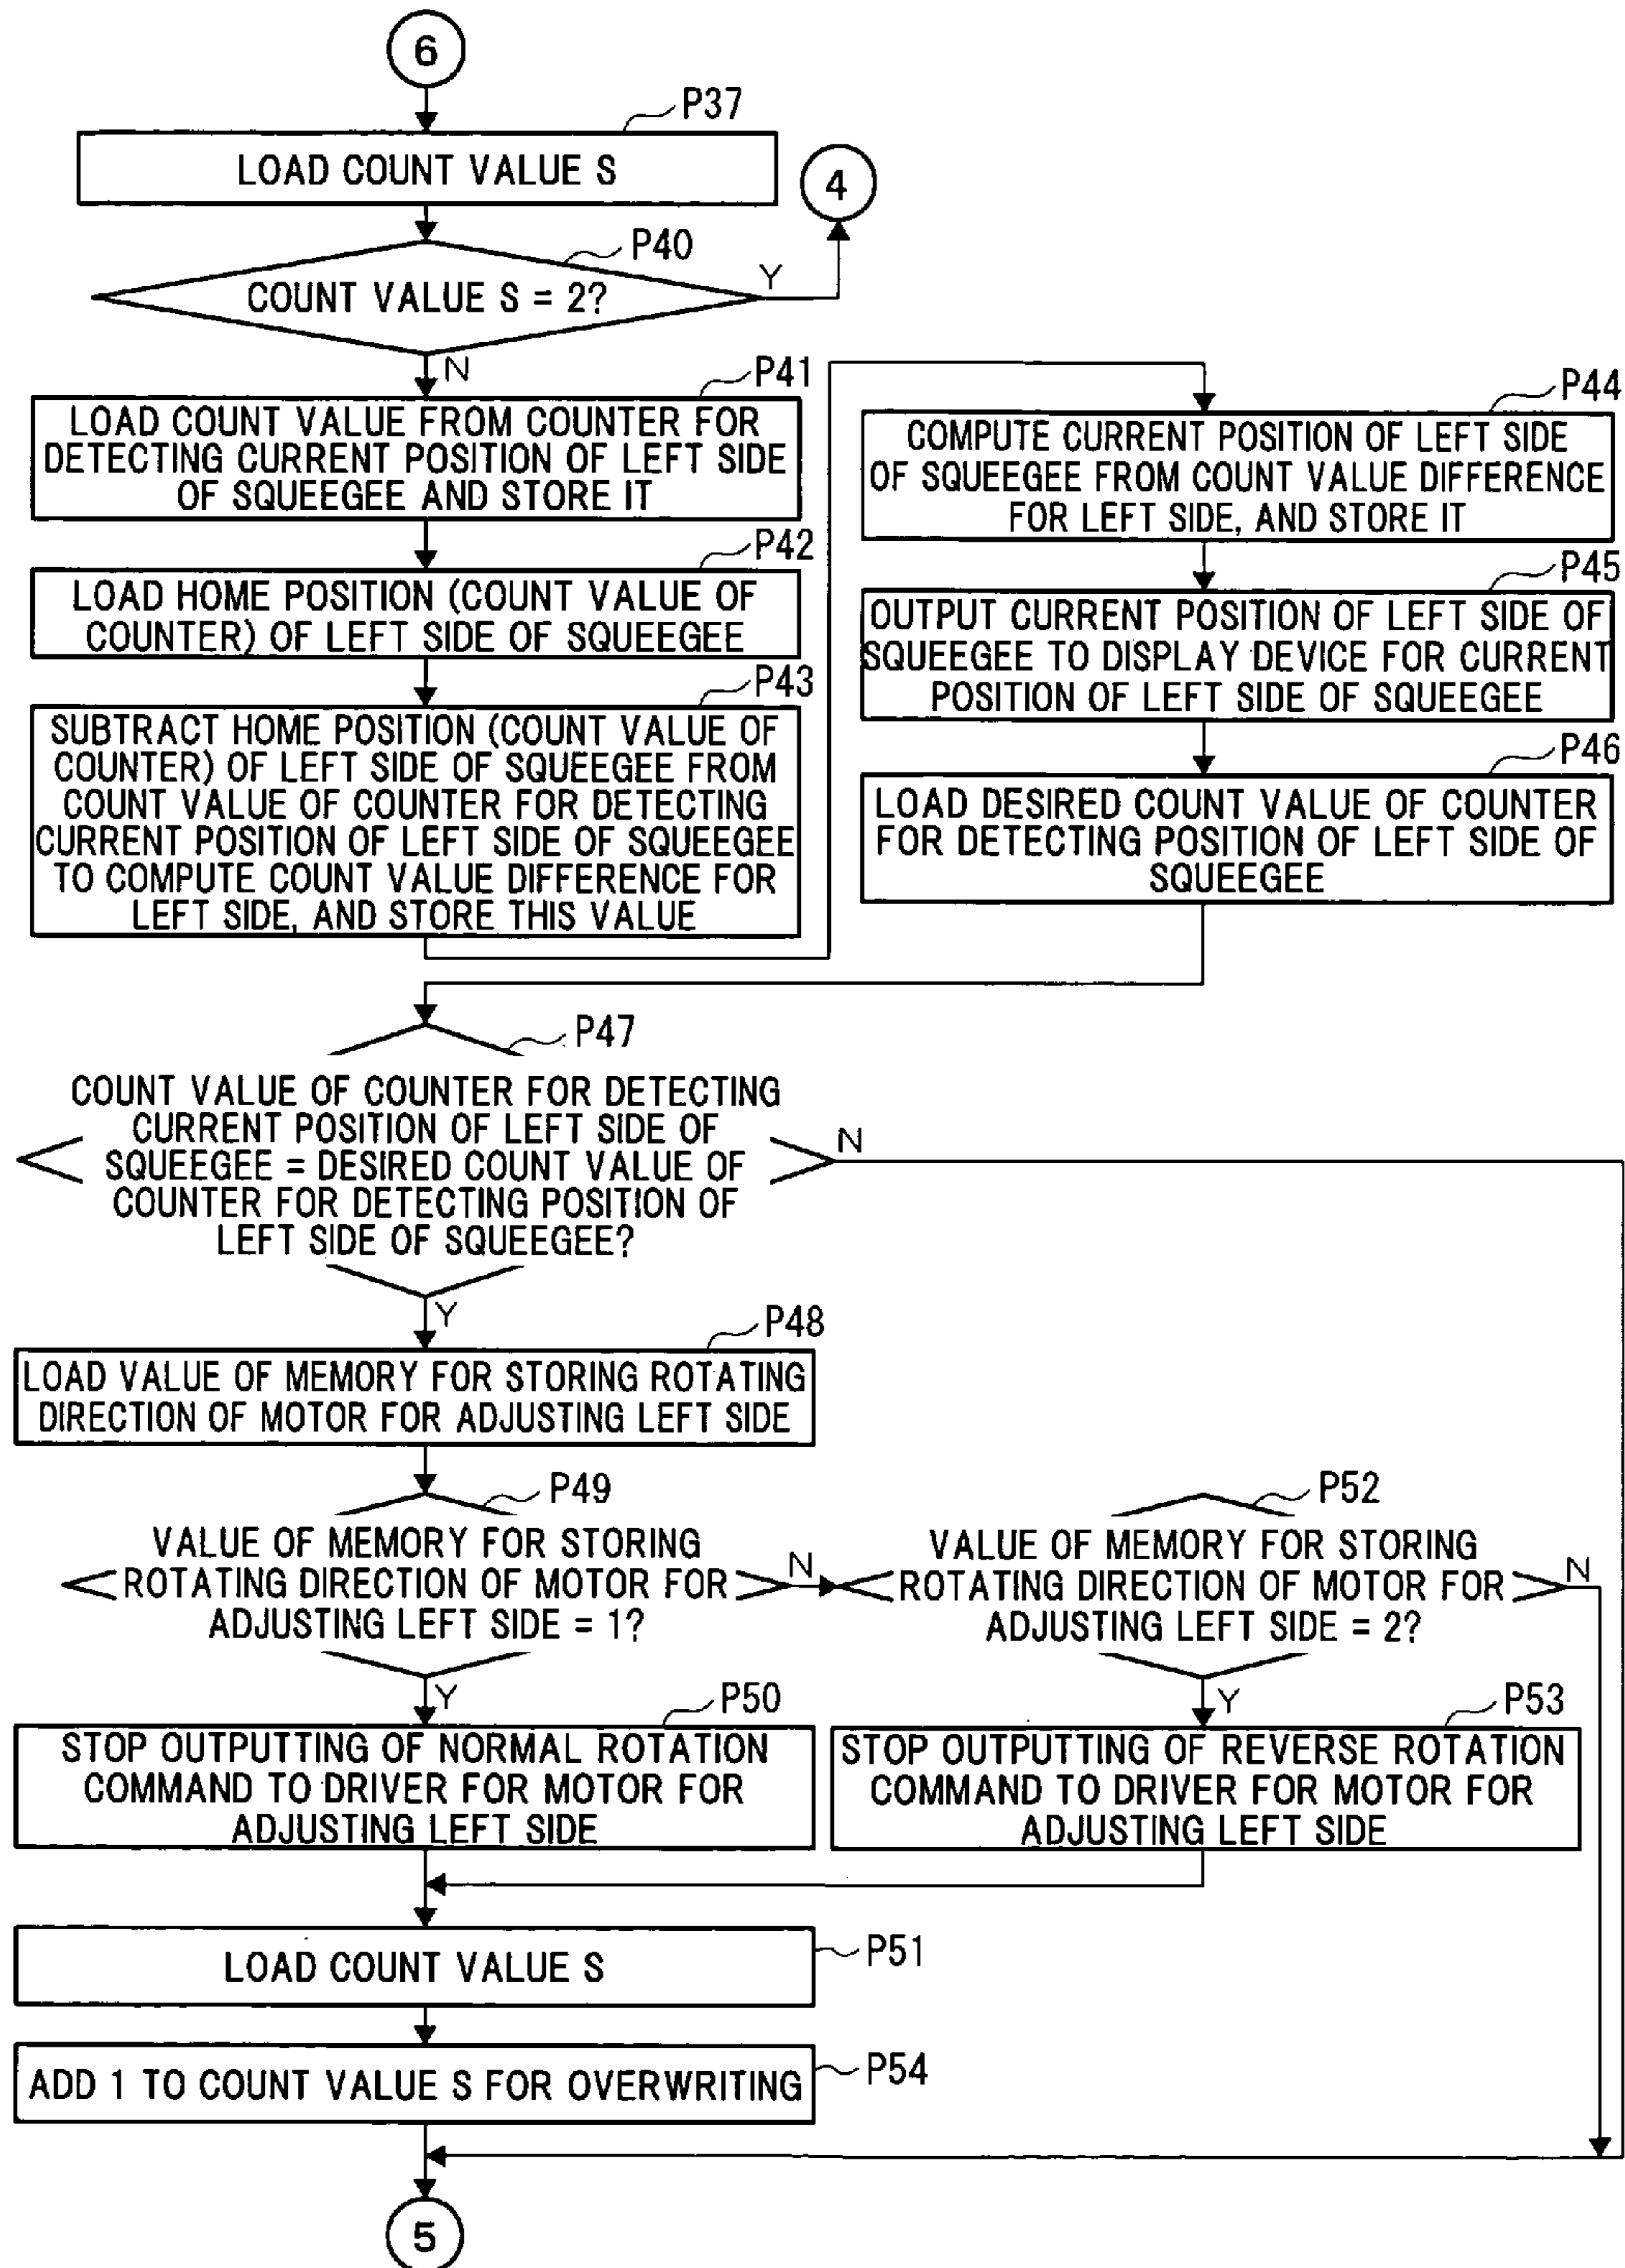 6
P37
LOAD COUNT VALUE S
4
P40
COUNT VALUE S = 2?
Y
N
P41
LOAD COUNT VALUE FROM COUNTER FOR
DETECTING CURRENT POSITION OF LEFT SIDE
OF SQUEEGEE AND STORE IT
P42
LOAD HOME POSITION (COUNT VALUE OF
COUNTER) OF LEFT SIDE OF SQUEEGEE
P43
SUBTRACT HOME POSITION (COUNT VALUE OF
COUNTER) OF LEFT SIDE OF SQUEEGEE FROM
COUNT VALUE OF COUNTER FOR DETECTING
CURRENT POSITION OF LEFT SIDE OF SQUEEGEE
TO COMPUTE COUNT VALUE DIFFERENCE FOR
LEFT SIDE, AND STORE THIS VALUE
P44
COMPUTE CURRENT POSITION OF LEFT SIDE
OF SQUEEGEE FROM COUNT VALUE DIFFERENCE
FOR LEFT SIDE, AND STORE IT
P45
OUTPUT CURRENT POSITION OF LEFT SIDE OF
SQUEEGEE TO DISPLAY DEVICE FOR CURRENT
POSITION OF LEFT SIDE OF SQUEEGEE
P46
LOAD DESIRED COUNT VALUE OF COUNTER
FOR DETECTING POSITION OF LEFT SIDE OF
SQUEEGEE
P47
COUNT VALUE OF COUNTER FOR DETECTING
CURRENT POSITION OF LEFT SIDE OF
SQUEEGEE = DESIRED COUNT VALUE OF
COUNTER FOR DETECTING POSITION OF
LEFT SIDE OF SQUEEGEE?
N
Y
P48
LOAD VALUE OF MEMORY FOR STORING ROTATING
DIRECTION OF MOTOR FOR ADJUSTING LEFT SIDE
P49
VALUE OF MEMORY FOR STORING
ROTATING DIRECTION OF MOTOR FOR
ADJUSTING LEFT SIDE = 1?
N
Y
P52
VALUE OF MEMORY FOR STORING
ROTATING DIRECTION OF MOTOR FOR
ADJUSTING LEFT SIDE = 2?
N
Y
P50
STOP OUTPUTTING OF NORMAL ROTATION
COMMAND TO DRIVER FOR MOTOR FOR
ADJUSTING LEFT SIDE
P53
STOP OUTPUTTING OF REVERSE ROTATION
COMMAND TO DRIVER FOR MOTOR FOR
ADJUSTING LEFT SIDE
P51
LOAD COUNT VALUE S
P54
ADD 1 TO COUNT VALUE S FOR OVERWRITING
5